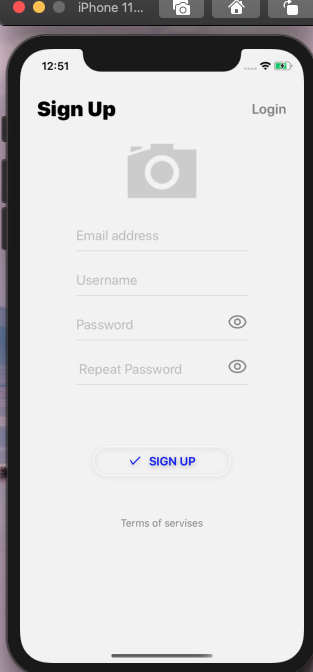 iPhone 11...
12:51
Sign Up
Login
Email address
Username
Password
Repeat Password
SIGN UP
Terms of servises